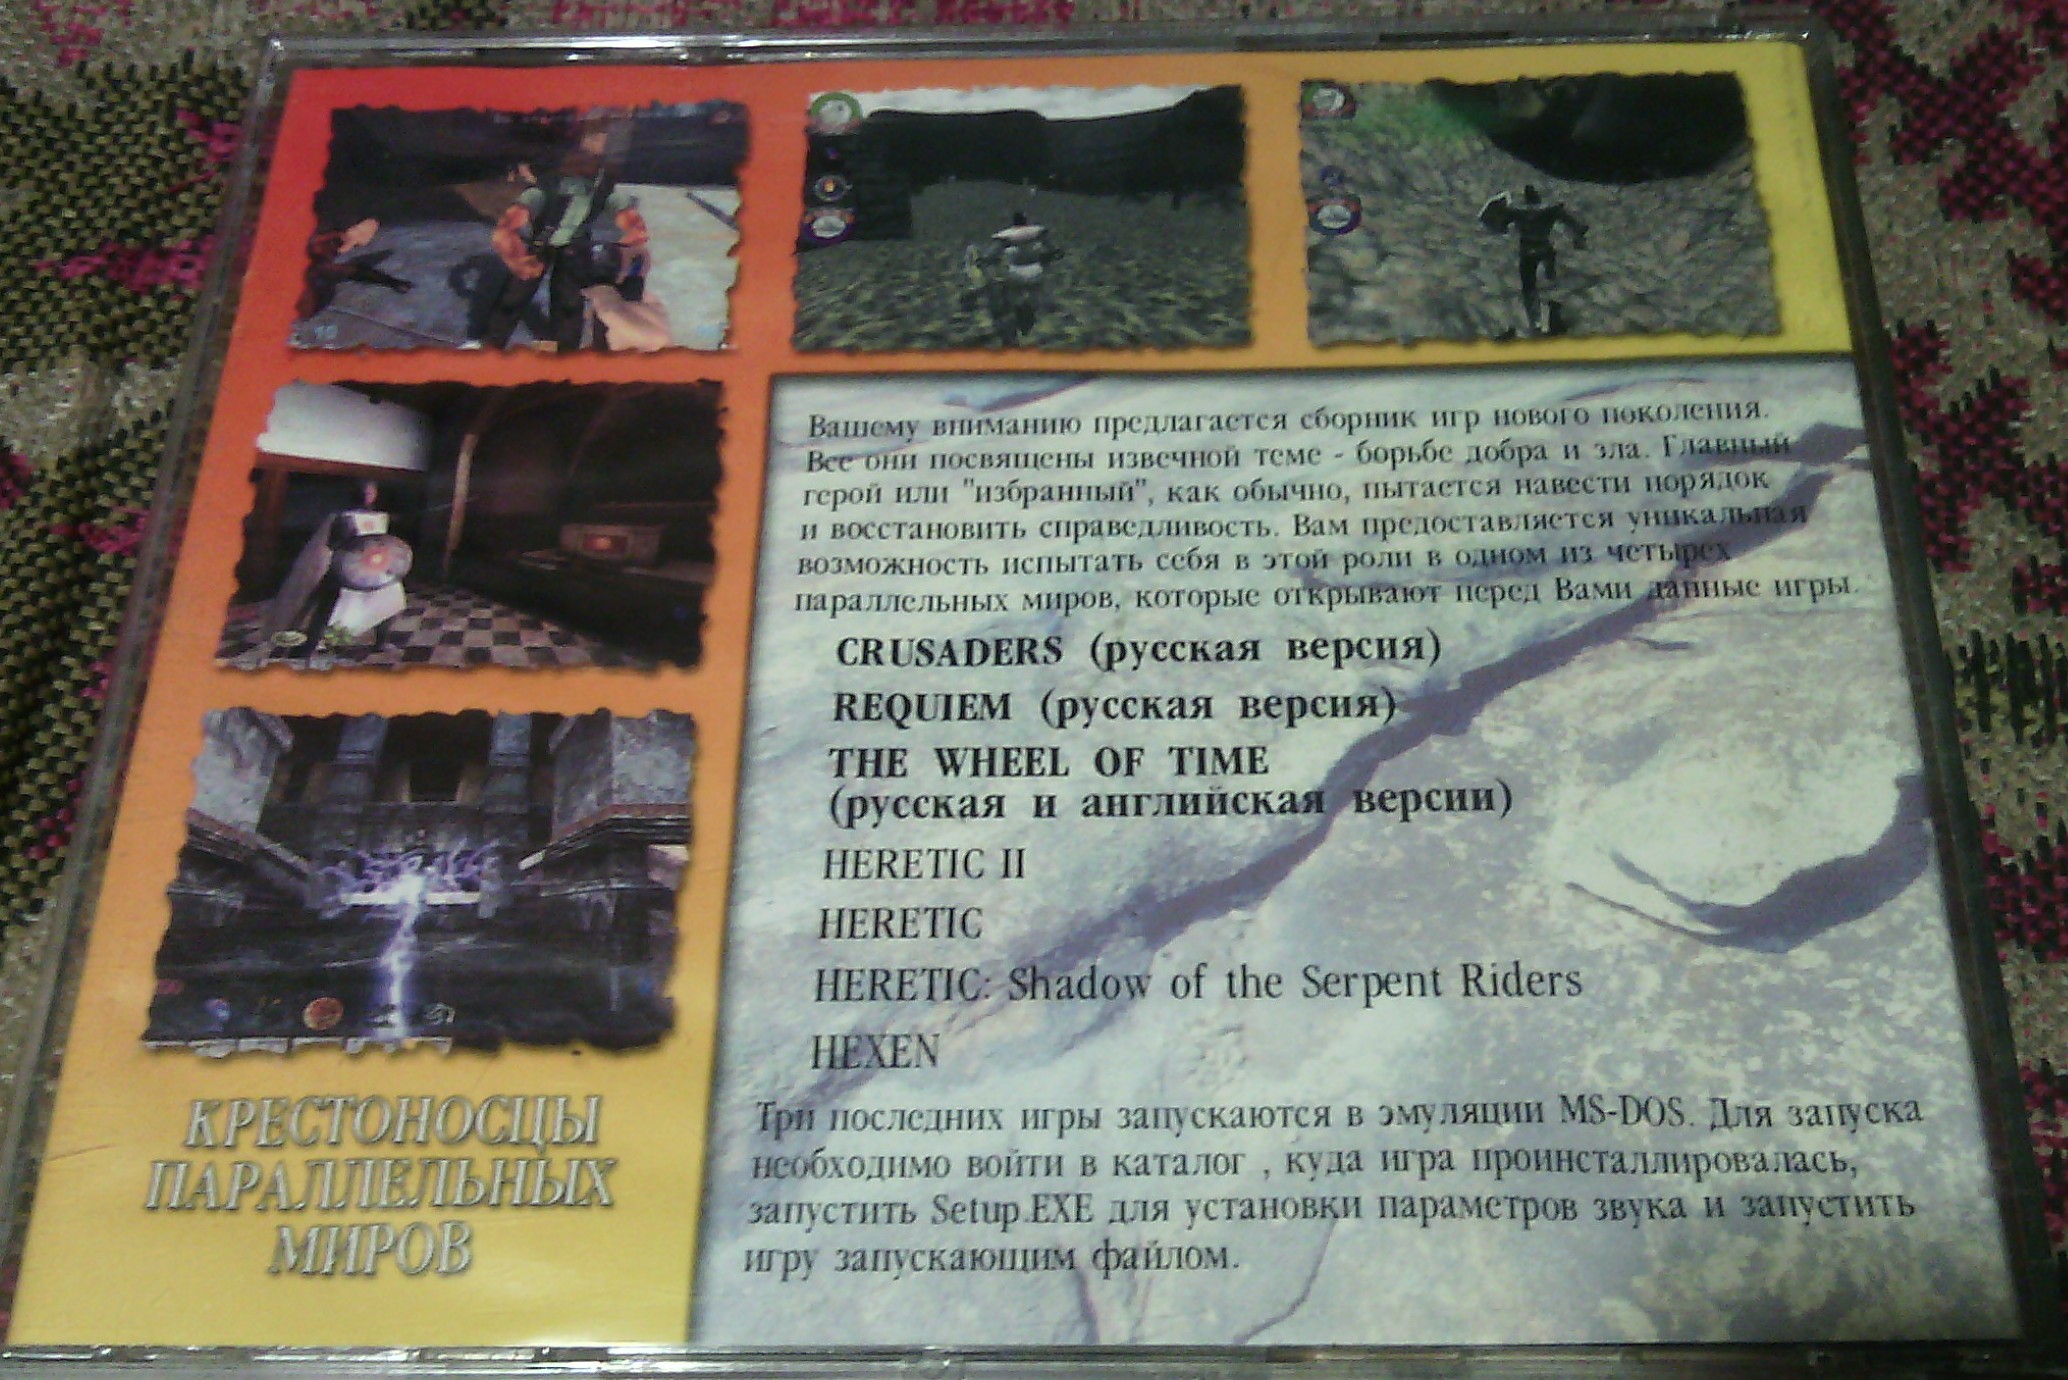 Вашему вниманию предлагается сборник игр нового поколения.
Все они посвящены извечной теме - борьбе добра и зла. Главный
герой или "избранный", как обычно, пытается навести порядок
и восстановить справедливость. Вам предоставляется уникальная
возможность испытать себя в этой роли в одном из четырех
параллельных миров, которые открывают перед Вами данные игры.
CRUSADERS (русская версия)
REQUIEM (русская версия)
THE WHEEL OF TIME
(русская и английская версии)
HERETIC II
HERETIC
HERETIC: Shadow of the Serpent Riders
HEXEN
Три последних игры запускаются в эмуляции MS-DOS. Для запуска
необходимо войти в каталог , куда игра проинсталлировалась,
запустить Setup.EXE для установки параметров звука и запустить
игру запускающим файлом.
КРЕСТОНОСЦЫ
ПАРАЛЛЕЛЬНЫХ
МИРОВ